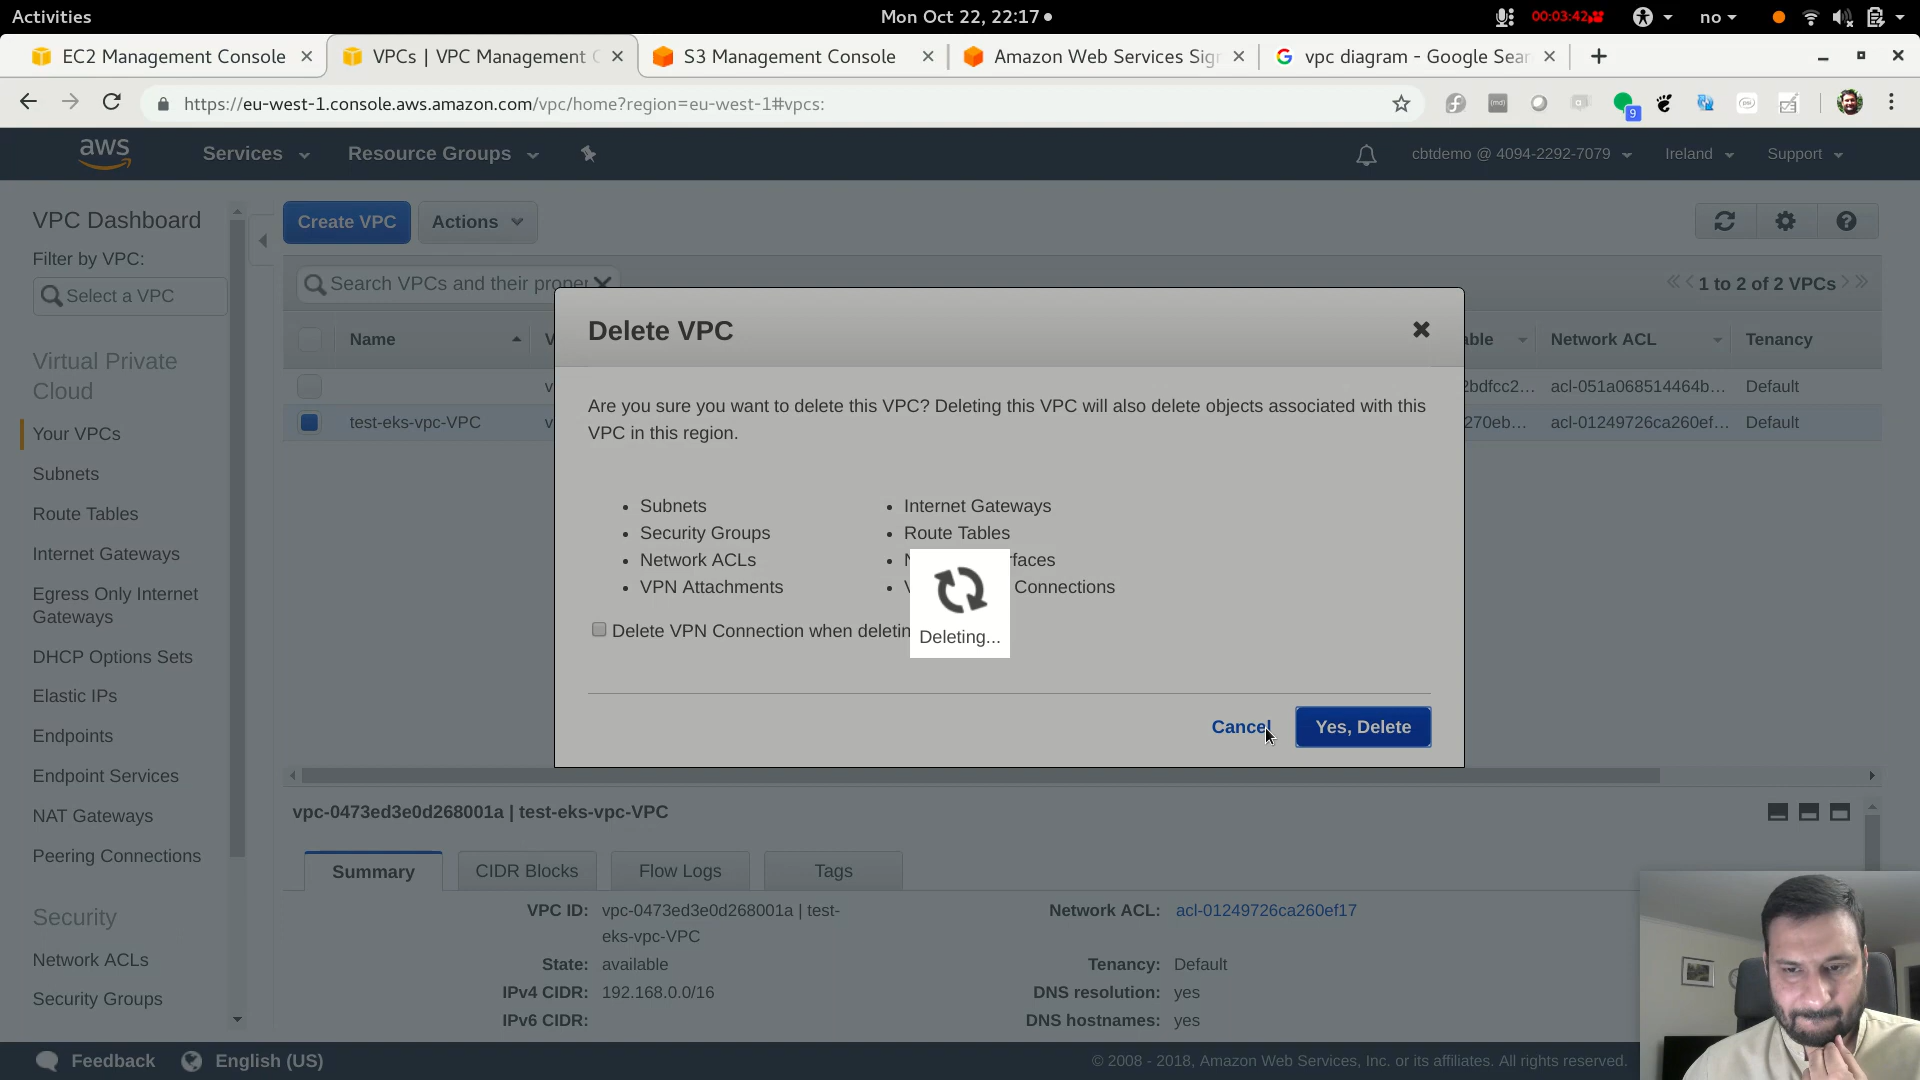 Activities
Mon Oct 22, 22:17
00:03:42
no
EC2 Management Console
VPCs | VPC Management
S3 Management Console
Amazon Web Services Sig
vpc diagram - Google Sear
https://eu-west-1.console.aws.amazon.com/vpc/home?region=eu-west-1#vpcs:
9
aws
Services
Resource Groups
cbtdemo @ 4094-2292-7079
Ireland
Support
VPC Dashboard
Filter by VPC:
Select a VPC
Virtual Private
Cloud
Your VPCs
Subnets
Route Tables
Internet Gateways
Egress Only Internet
Gateways
DHCP Options Sets
Elastic IPs
Endpoints
Endpoint Services
NAT Gateways
Peering Connections
Security
Network ACLs
Security Groups
Create VPC
Actions
Search VPCs and their proper
1 to 2 of 2 VPCs
Name
Network ACL
Tenancy
2bdfcc2...
acl-051a068514464b...
Default
test-eks-vpc-VPC
270eb...
acl-01249726ca260ef...
Default
Delete VPC
Are you sure you want to delete this VPC? Deleting this VPC will also delete objects associated with this
VPC in this region.
Subnets
Security Groups
Network ACLs
VPN Attachments
Internet Gateways
Route Tables
Connections
Delete VPN Connection when deletin
Deleting...
Cancel
Yes, Delete
vpc-0473ed3e0d268001a | test-eks-vpc-VPC
Summary
CIDR Blocks
Flow Logs
Tags
VPC ID: vpc-0473ed3e0d268001a | test-
eks-vpc-VPC
State: available
IPv4 CIDR: 192.168.0.0/16
IPv6 CIDR:
Network ACL: acl-01249726ca260ef17
Tenancy: Default
DNS resolution: yes
DNS hostnames: yes
Feedback
English (US)
© 2008 - 2018, Amazon Web Services, Inc. or its affiliates. All rights reserved.